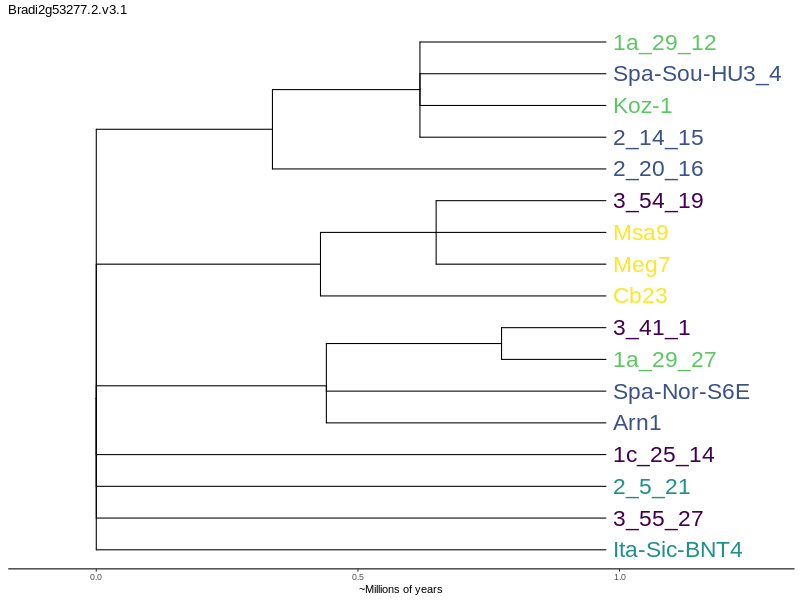 Bradi2g53277.2.v3.1
1a_29_12
Spa-Sou-HU3_4
Koz-1
2_14_15
2_20_16
3_54_19
Msa9
Meg7
Cb23
3_41_1
1a_29_27
Spa-Nor-S6E
Arn1
1c_25_14
2_5_21
3_55_27
Ita-Sic-BNT4
0.0 0.5 1.0
~Millions of years